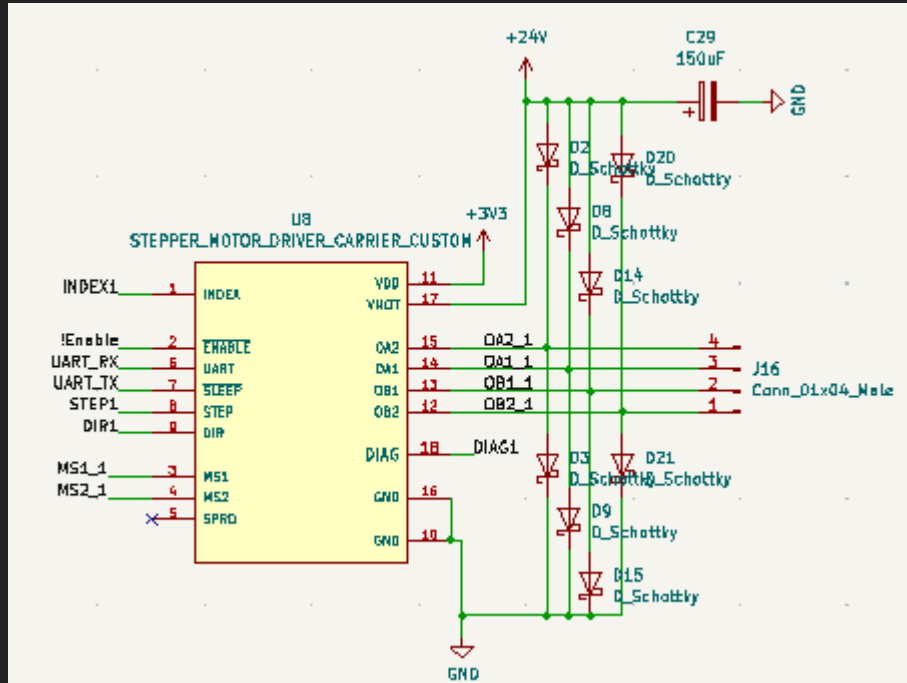 +24V
C29
150uF
GND
D2
D_Schottky
D20
D_Schottky
D8
D_Schottky
D14
D_Schottky
U8
STEPPER_MOTOR_DRIVER_CARRIER_CUSTOM
+3V3
INDEX1
1
INDEX
VDD
11
VMOT
17
!Enable
2
ENABLE
UART_RX
6
UART
UART_TX
7
SLEEP
STEP1
8
STEP
DIR1
9
DIR
OA2
15
OA2_1
4
OA1
14
OA1_1
3
OB1
13
OB1_1
2
OB2
12
OB2_1
1
J16
Conn_01x04_Male
DIAG
18
DIAG1
MS1_1
3
MS1
MS2_1
4
MS2
5
SPRD
GND
16
GND
19
D3
D_Schottky
D21
D_Schottky
D9
D_Schottky
D15
D_Schottky
GND